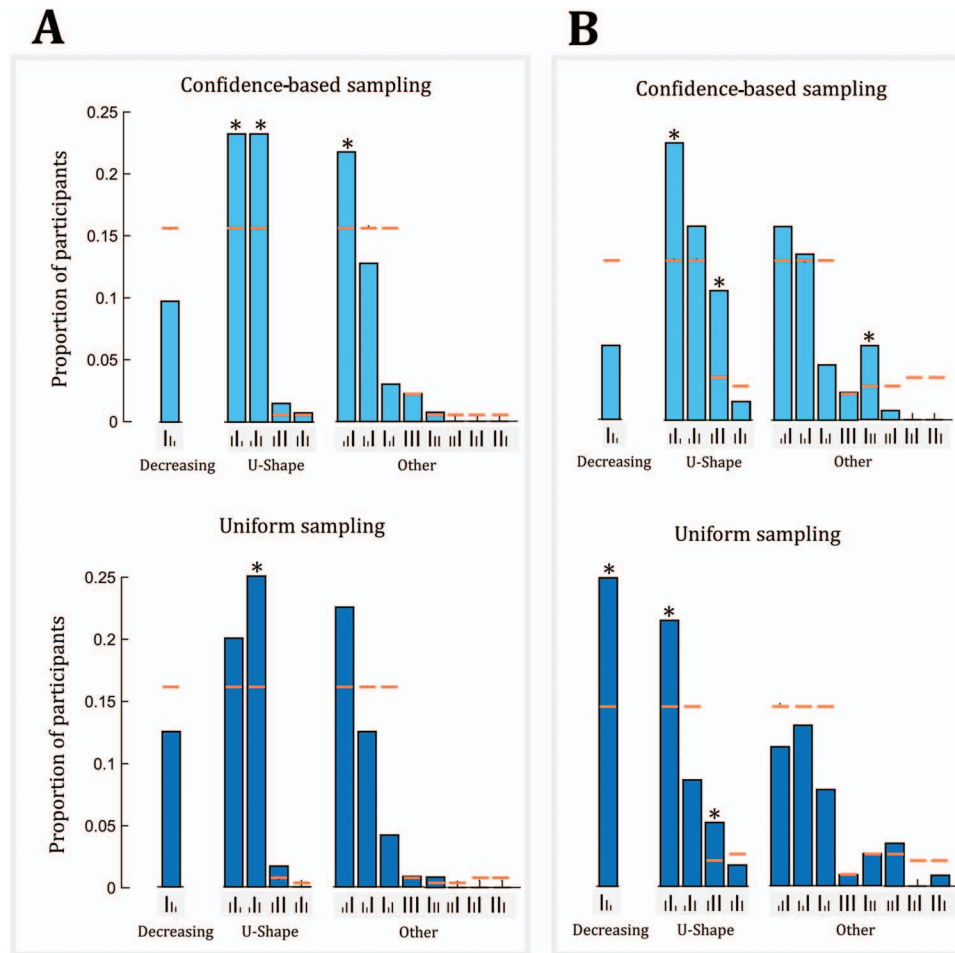 A
Confidence-based sampling
Proportion of participants
0.25
0.2
0.15
0.1
0.05
0
* * *
Decreasing U-Shape Other
Uniform sampling
Proportion of participants
0.25
0.2
0.15
0.1
0.05
0
*
Decreasing U-Shape Other
B
Confidence-based sampling
* * *
Decreasing U-Shape Other
Uniform sampling
* * *
Decreasing U-Shape Other